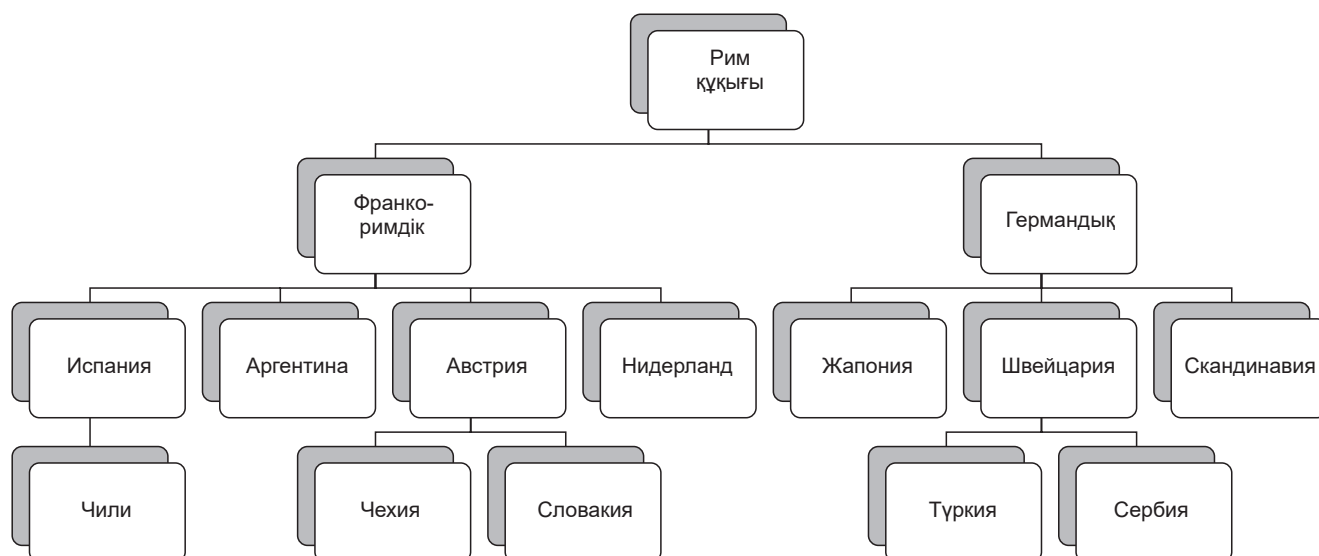 Рим
құқығы
Франко-
римдік
Германдық
Испания
Аргентина
Австрия
Нидерланд
Жапония
Швейцария
Скандинавия
Чили
Чехия
Словакия
Түркия
Сербия